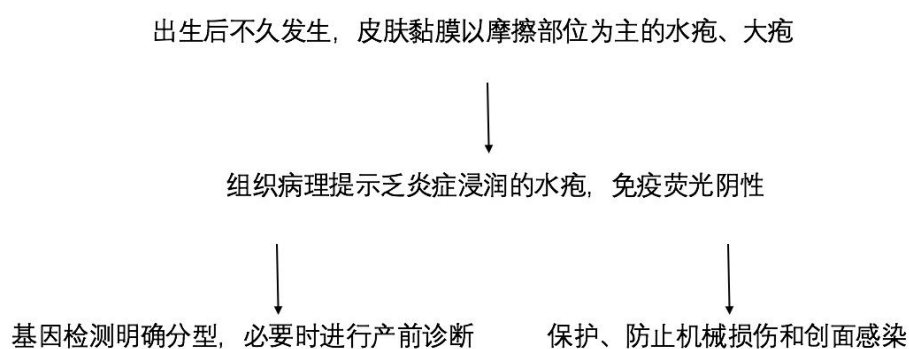 出生后不久发生，皮肤黏膜以摩擦部位为主的水疱、大疱
组织病理提示乏炎症浸润的水疱，免疫荧光阴性
基因检测明确分型，必要时进行产前诊断
保护、防止机械损伤和创面感染